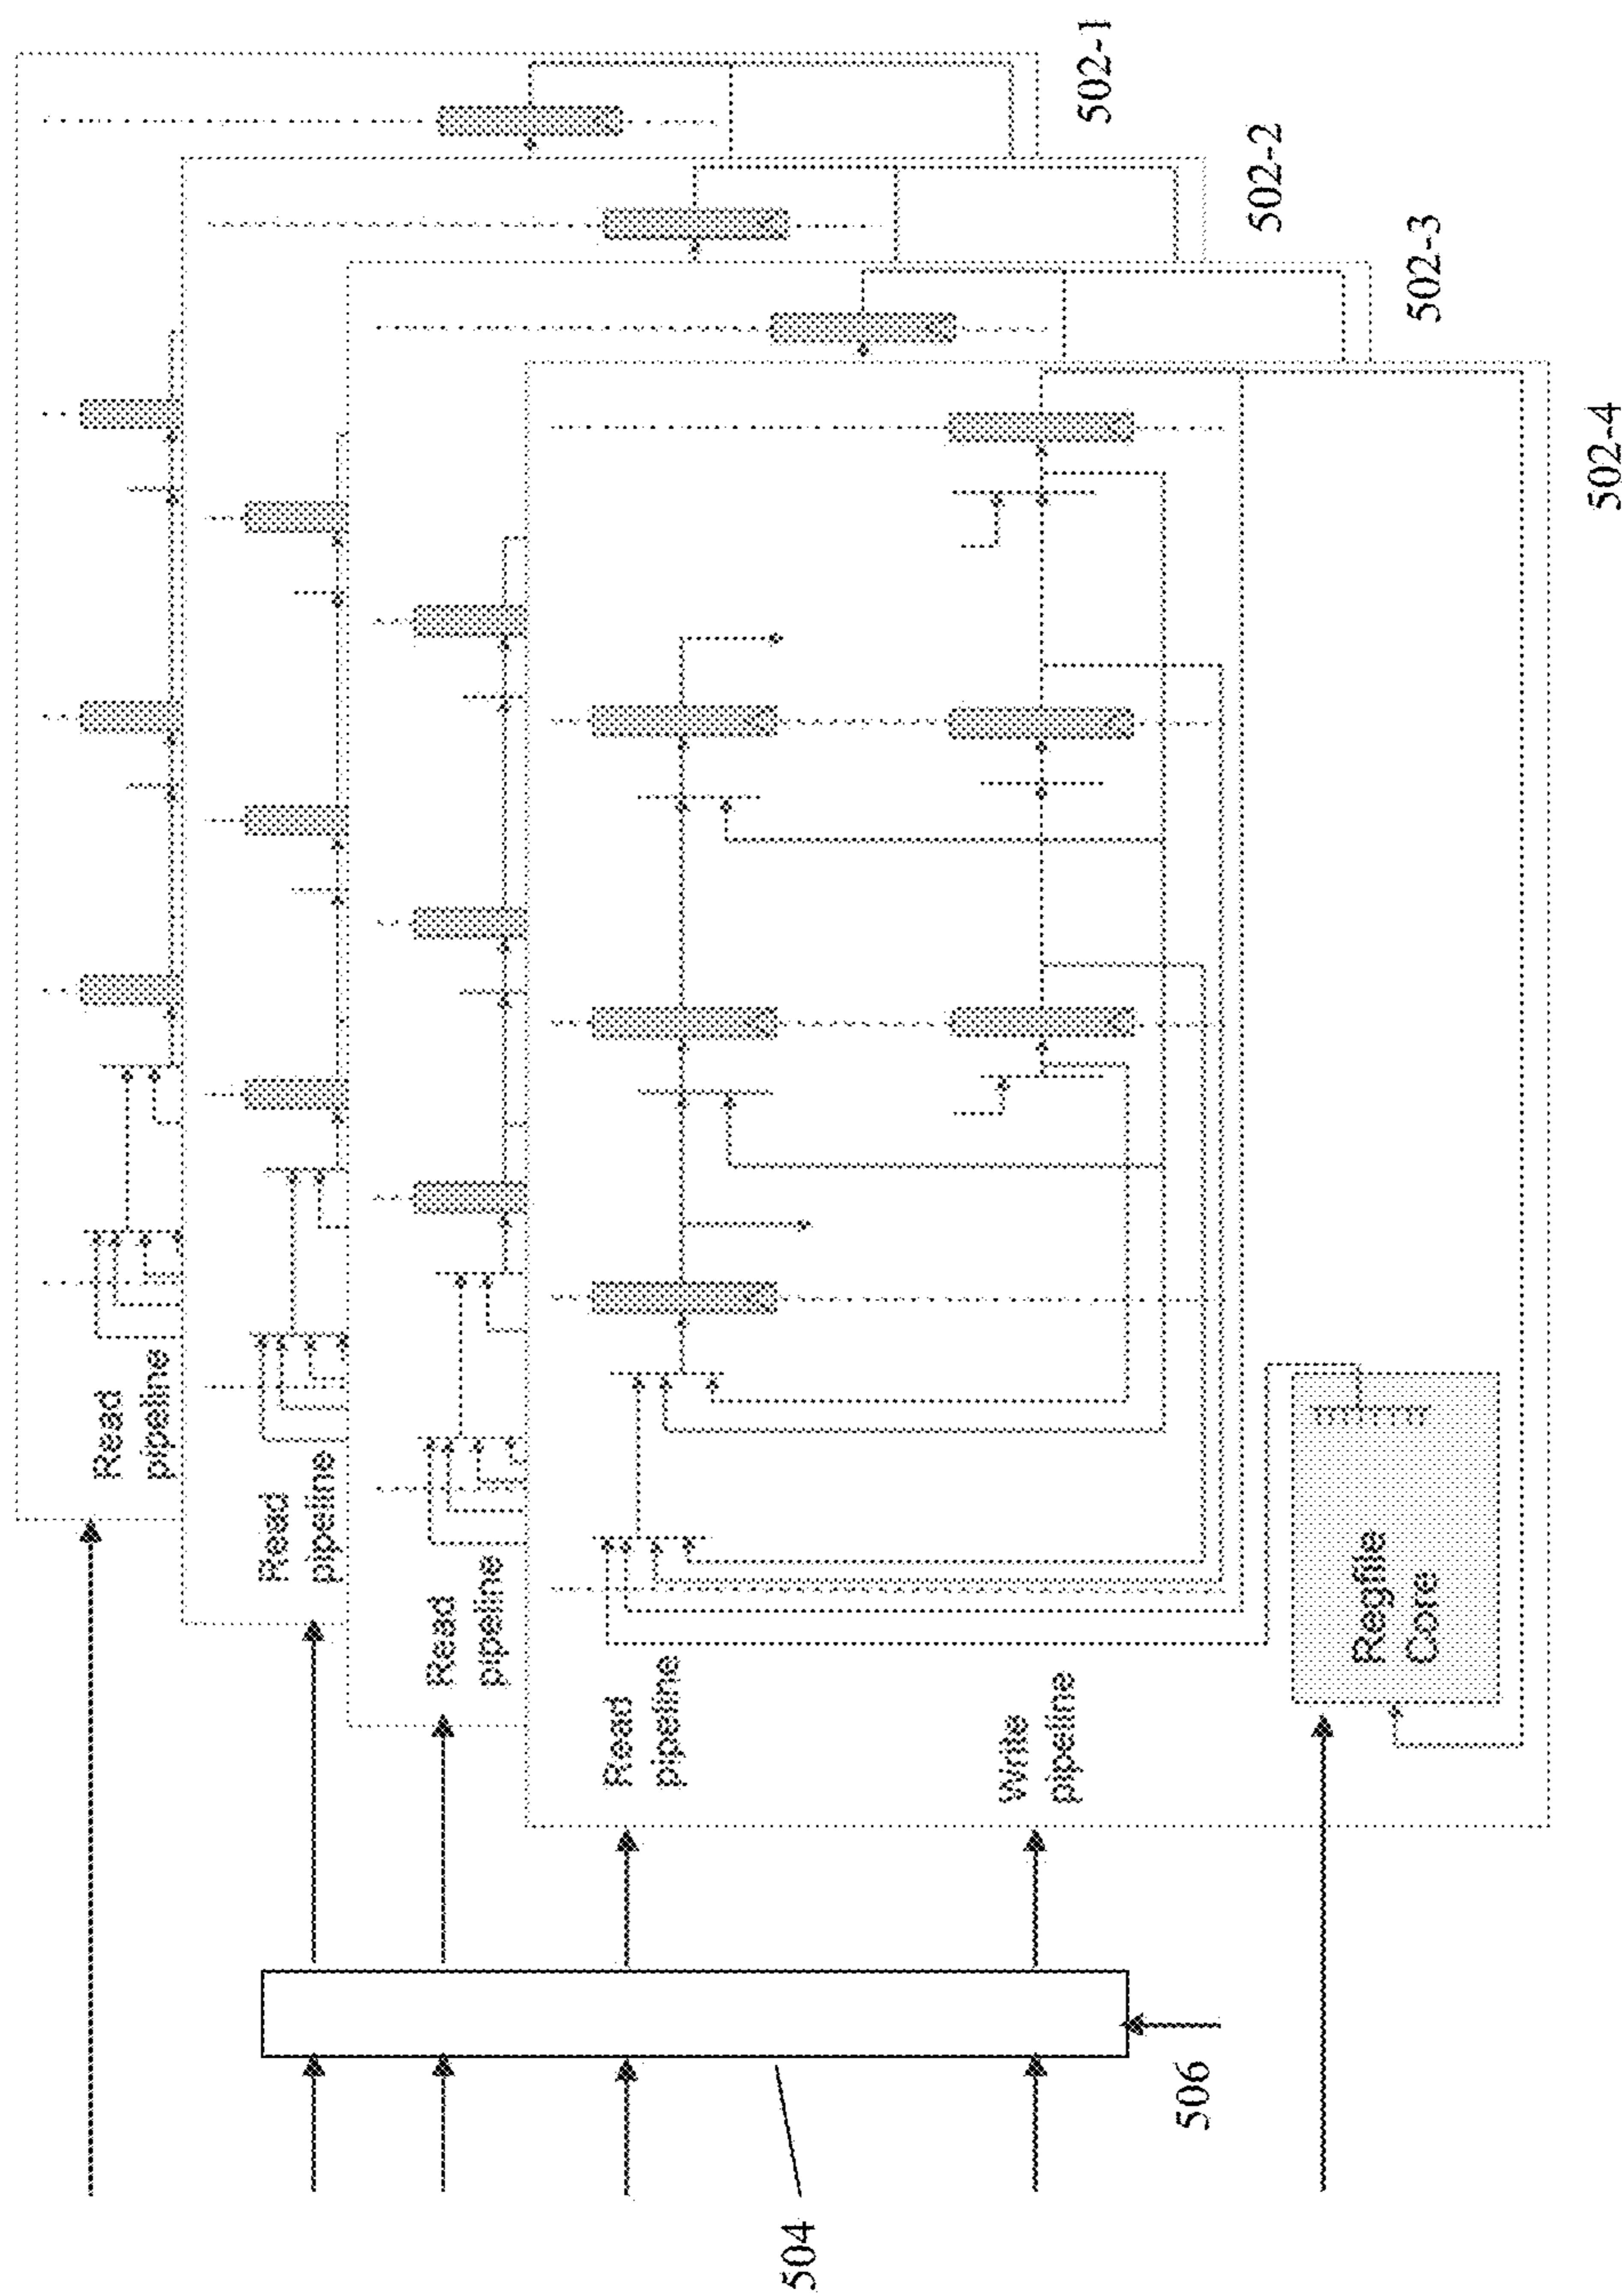 502-1
502-2
502-3
502-4
Read
pipeline
Read
pipeline
Read
pipeline
Read
pipeline
Write
pipeline
Regfile
Core
504
506